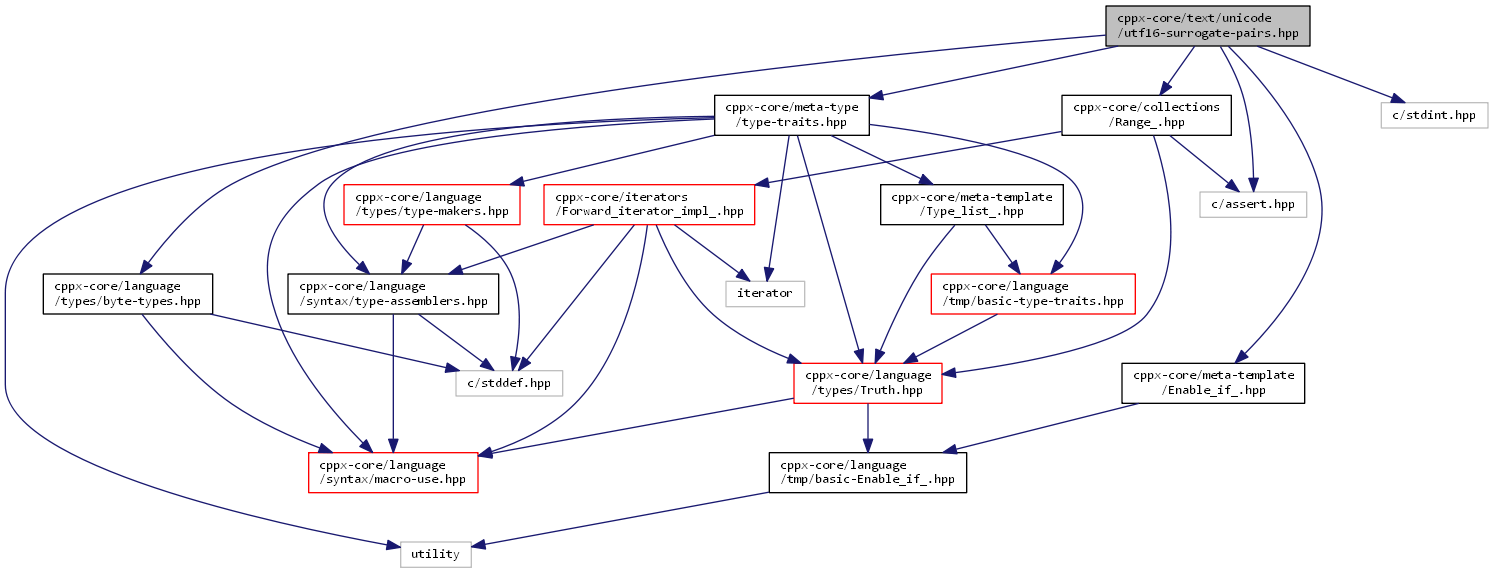 cppx-core/text/unicode
/utf16-surrogate-pairs.hpp
cppx-core/meta-type
/type-traits.hpp
cppx-core/collections
/Range_.hpp
c/stdint.hpp
cppx-core/language
/types/type-makers.hpp
cppx-core/iterators
/Forward_iterator_impl_.hpp
cppx-core/meta-template
/Type_list_.hpp
c/assert.hpp
cppx-core/language
/types/byte-types.hpp
cppx-core/language
/syntax/type-assemblers.hpp
iterator
cppx-core/language
/tmp/basic-type-traits.hpp
c/stddef.hpp
cppx-core/language
/types/Truth.hpp
cppx-core/meta-template
/Enable_if_.hpp
cppx-core/language
/syntax/macro-use.hpp
cppx-core/language
/tmp/basic-Enable_if_.hpp
utility